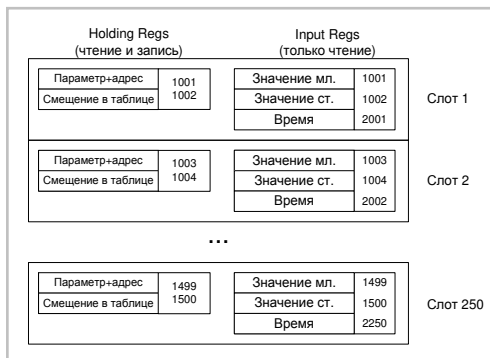 Holding Regs
(чтение и запись)
Input Regs
(только чтение)
Параметр+адрес 1001
Смещение в таблице 1002
Значение мл. 1001
Значение ст. 1002
Время 2001
Слот 1
Параметр+адрес 1003
Смещение в таблице 1004
Значение мл. 1003
Значение ст. 1004
Время 2002
Слот 2
...
Параметр+адрес 1499
Смещение в таблице 1500
Значение мл. 1499
Значение ст. 1500
Время 2250
Слот 250